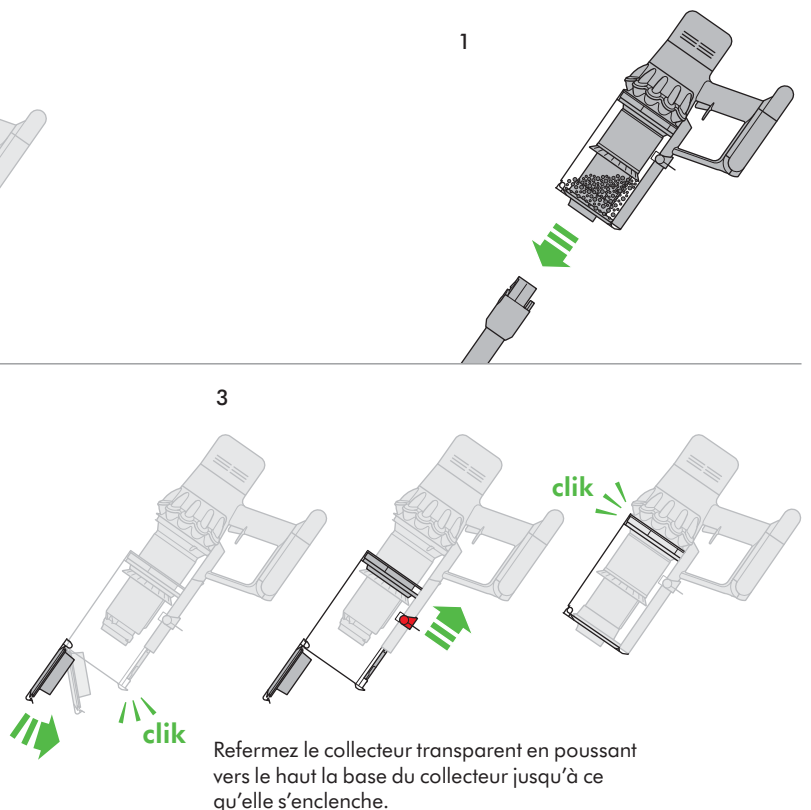 1
3
clik
clik
Refermez le collecteur transparent en poussant
vers le haut la base du collecteur jusqu’à ce
qu’elle s’enclenche.